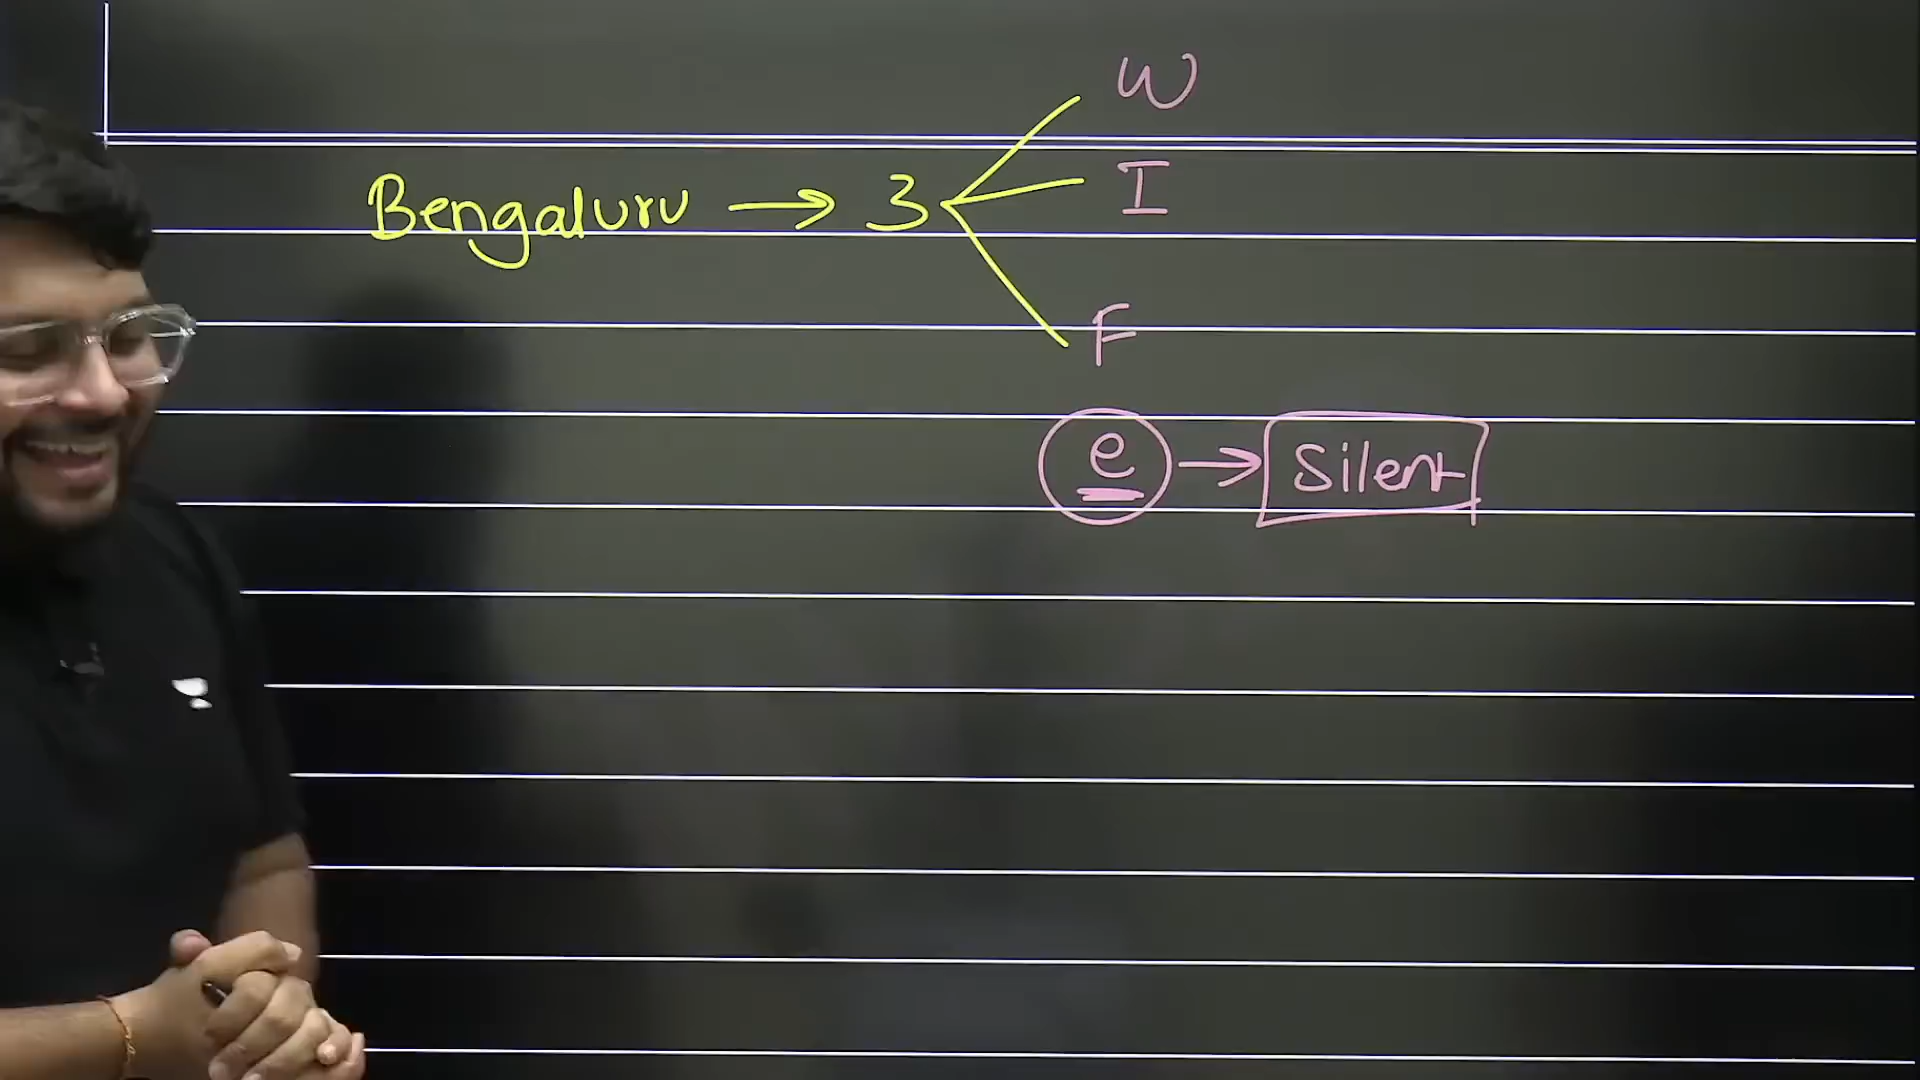 W
Bengaluru → 3 I
F
e → Silent